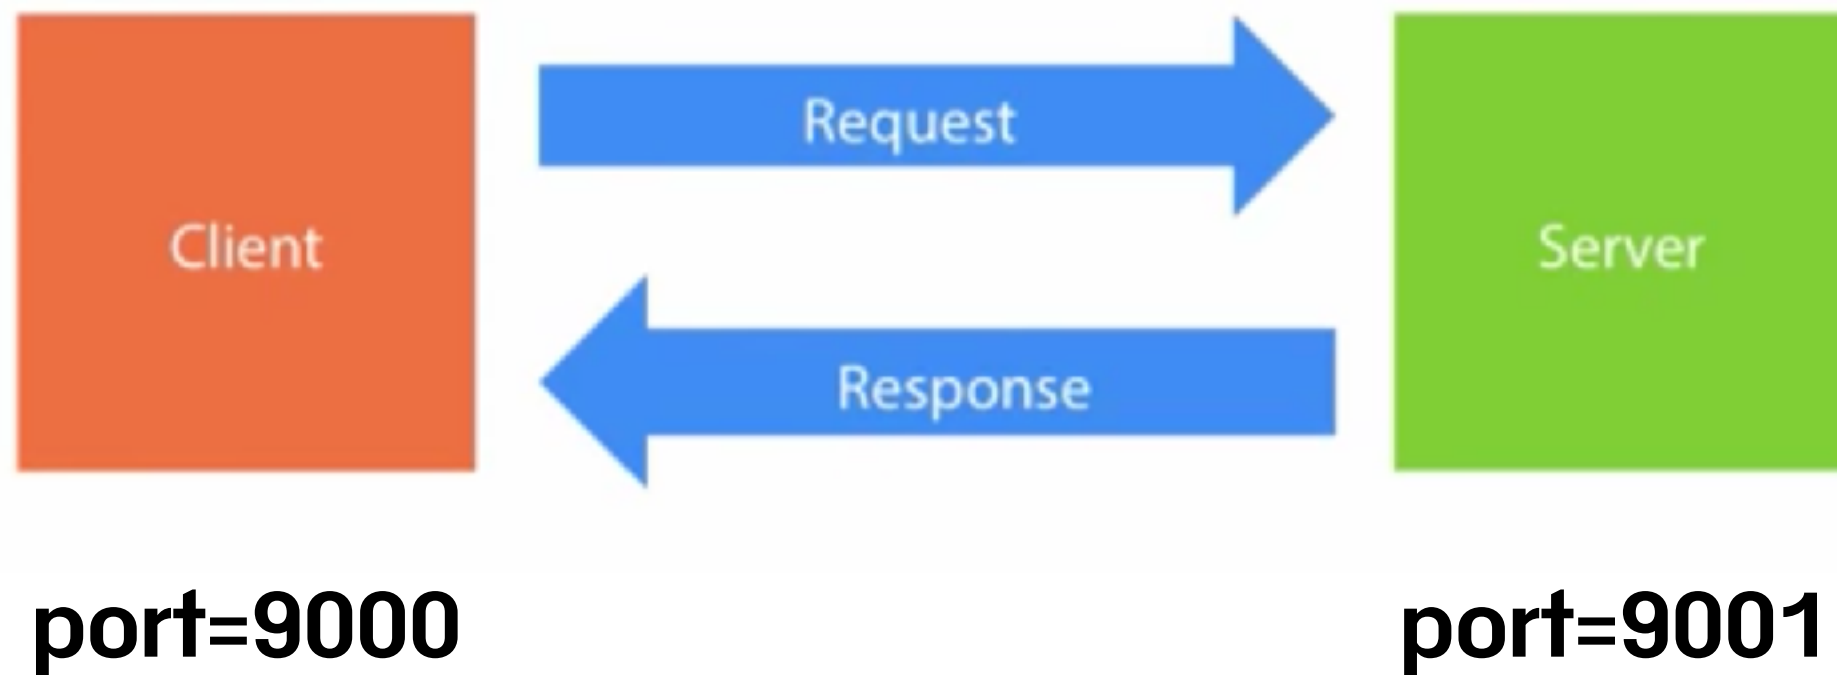 Request
Client
Server
Response
port=9000
port=9001